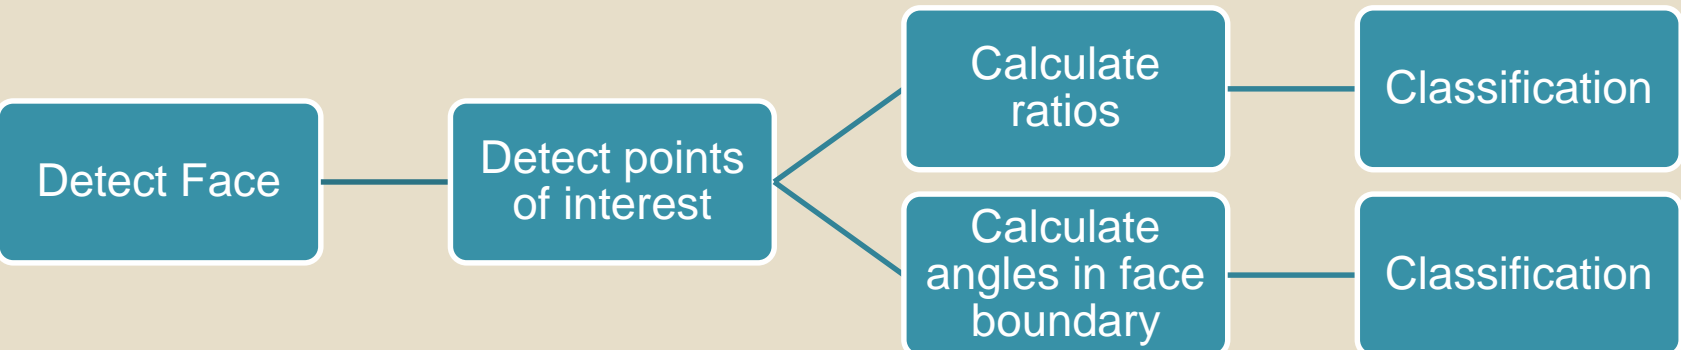 Detect Face
Detect points
of interest
Calculate
ratios
Classification
Calculate
angles in face
boundary
Classification